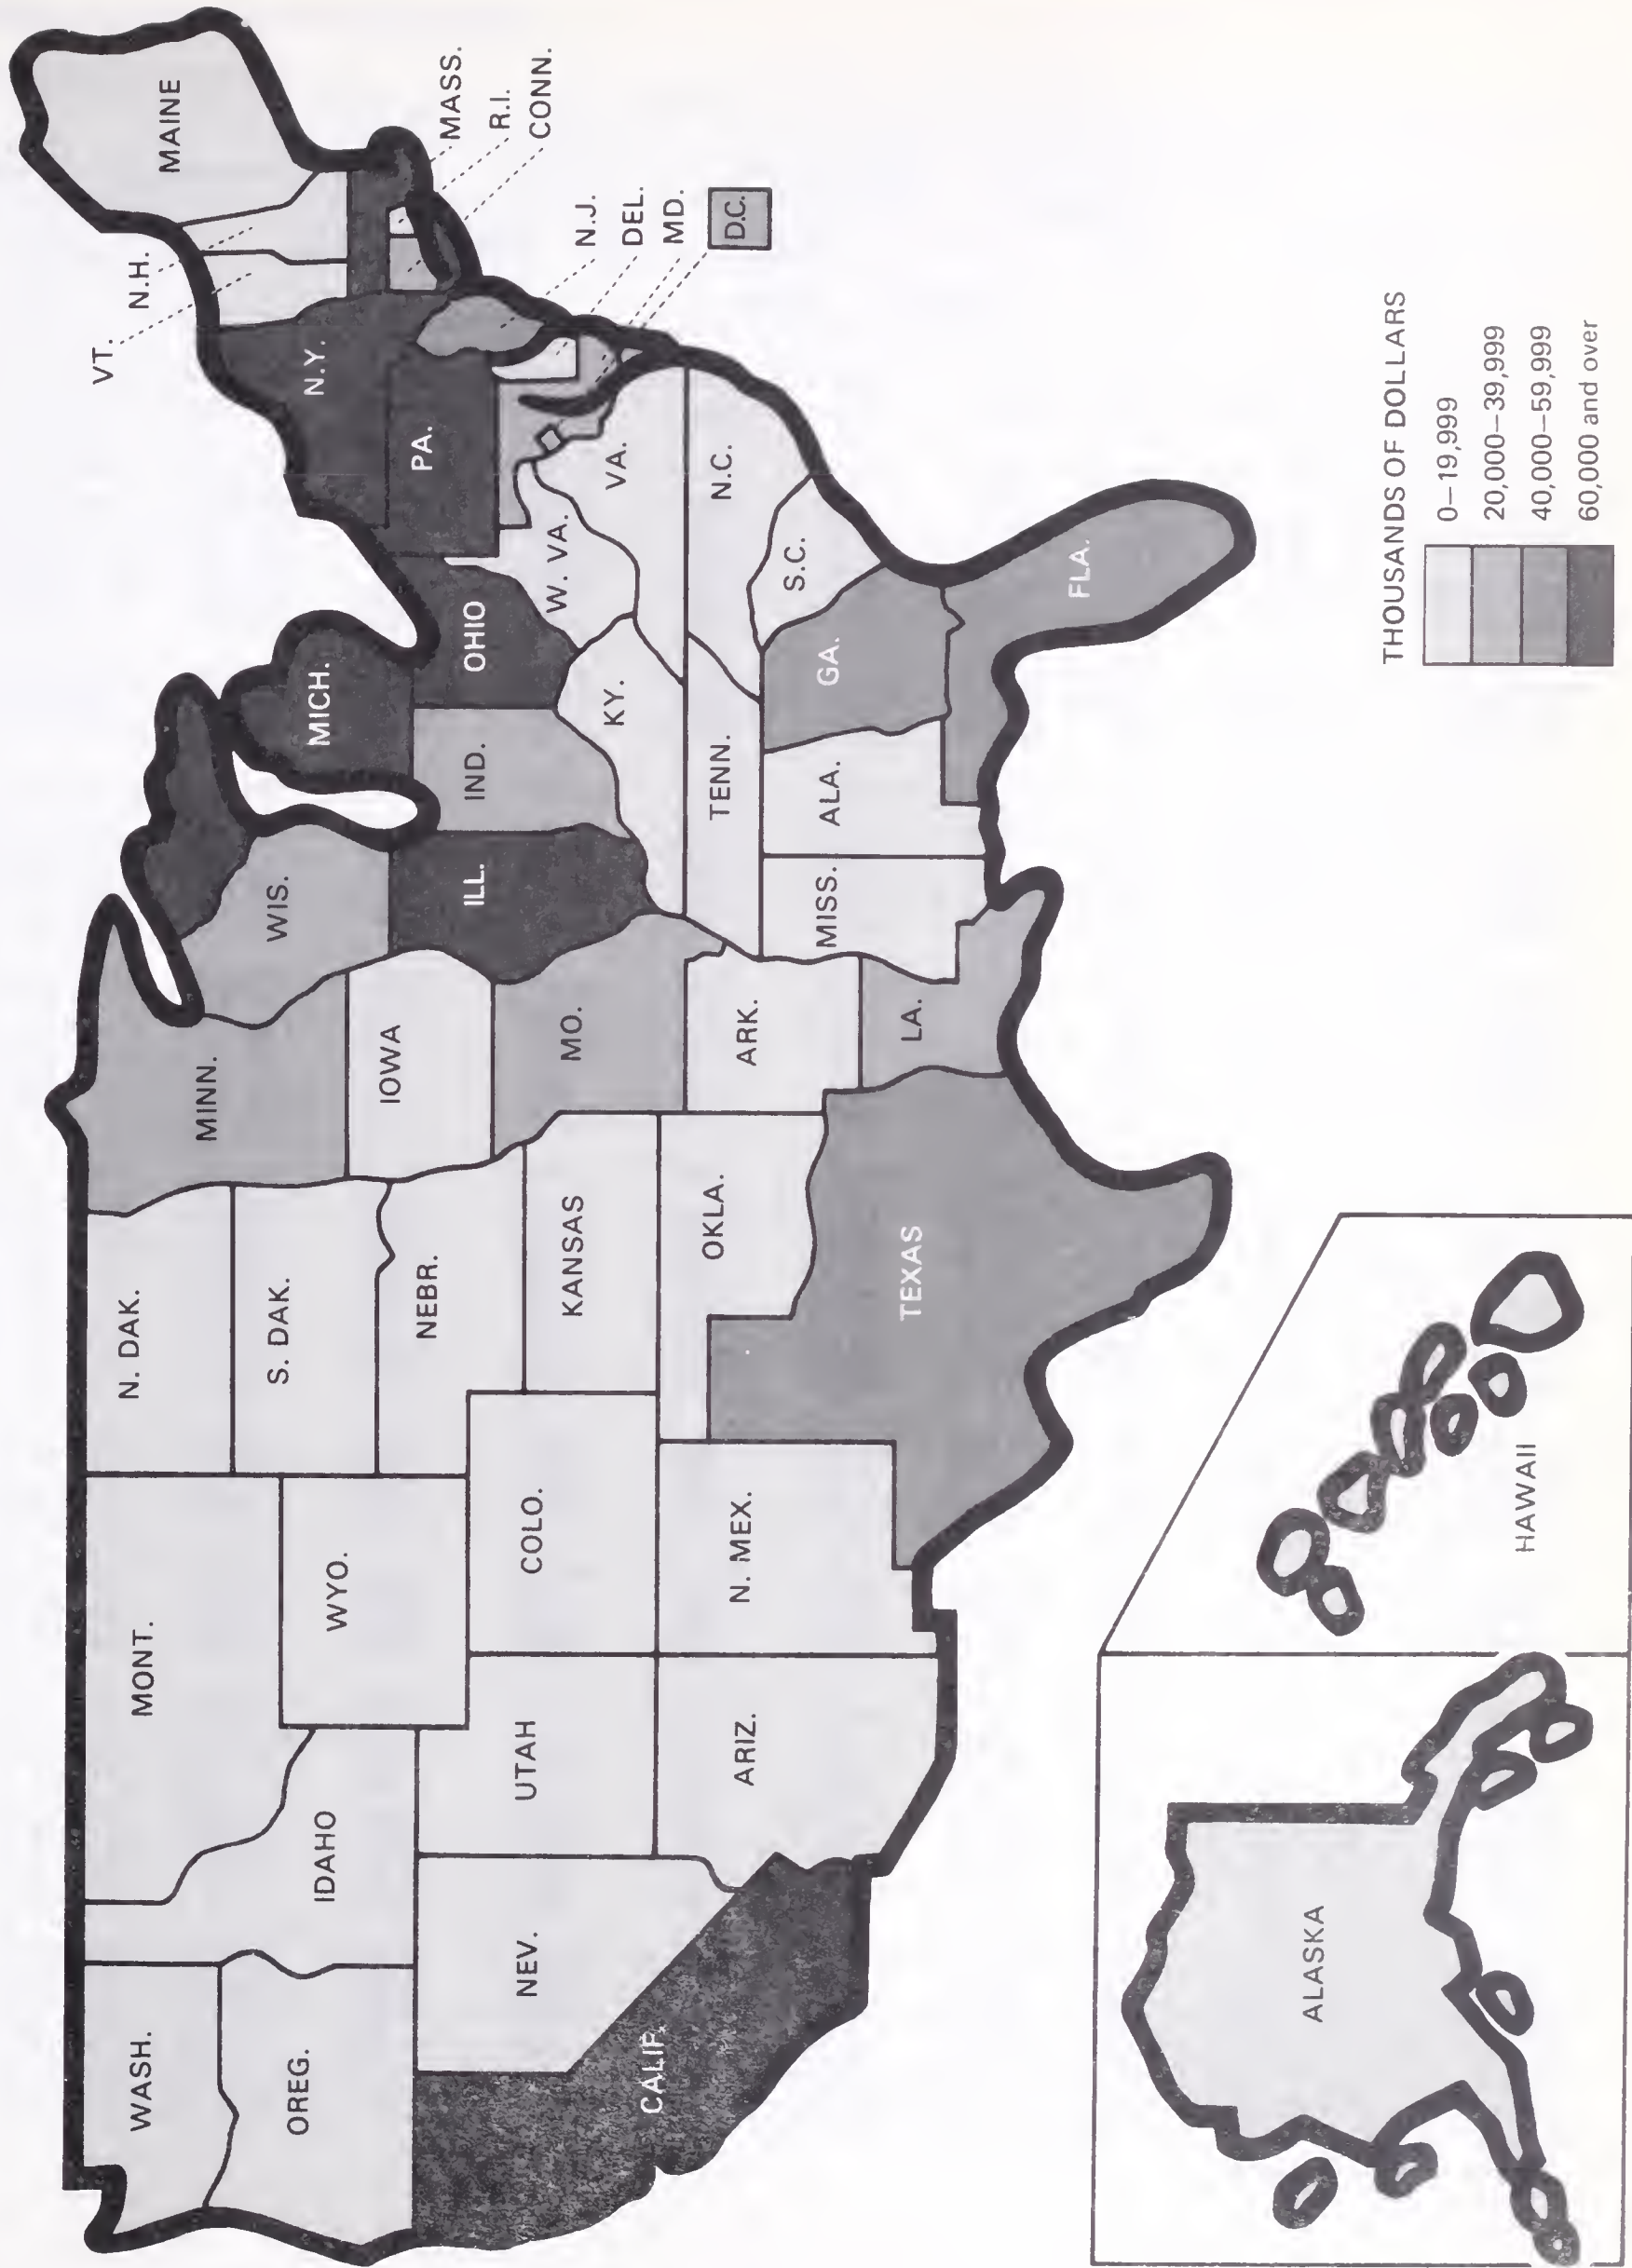 WASH.
OREG.
CALIF.
NEV.
IDAHO
MONT.
WYO.
UTAH
ARIZ.
COLO.
N. MEX.
N. DAK.
S. DAK.
NEBR.
KANSAS
OKLA.
TEXAS
MINN.
IOWA
MO.
ARK.
LA.
WIS.
ILL.
MICH.
IND.
OHIO
KY.
TENN.
MISS.
ALA.
GA.
FLA.
S.C.
N.C.
VA.
W. VA.
PA.
N.Y.
VT.
N.H.
MAINE
MASS.
R.I.
CONN.
N.J.
DEL.
MD.
D.C.
ALASKA
HAWAII
THOUSANDS OF DOLLARS
0–19,999
20,000–39,999
40,000–59,999
60,000 and over